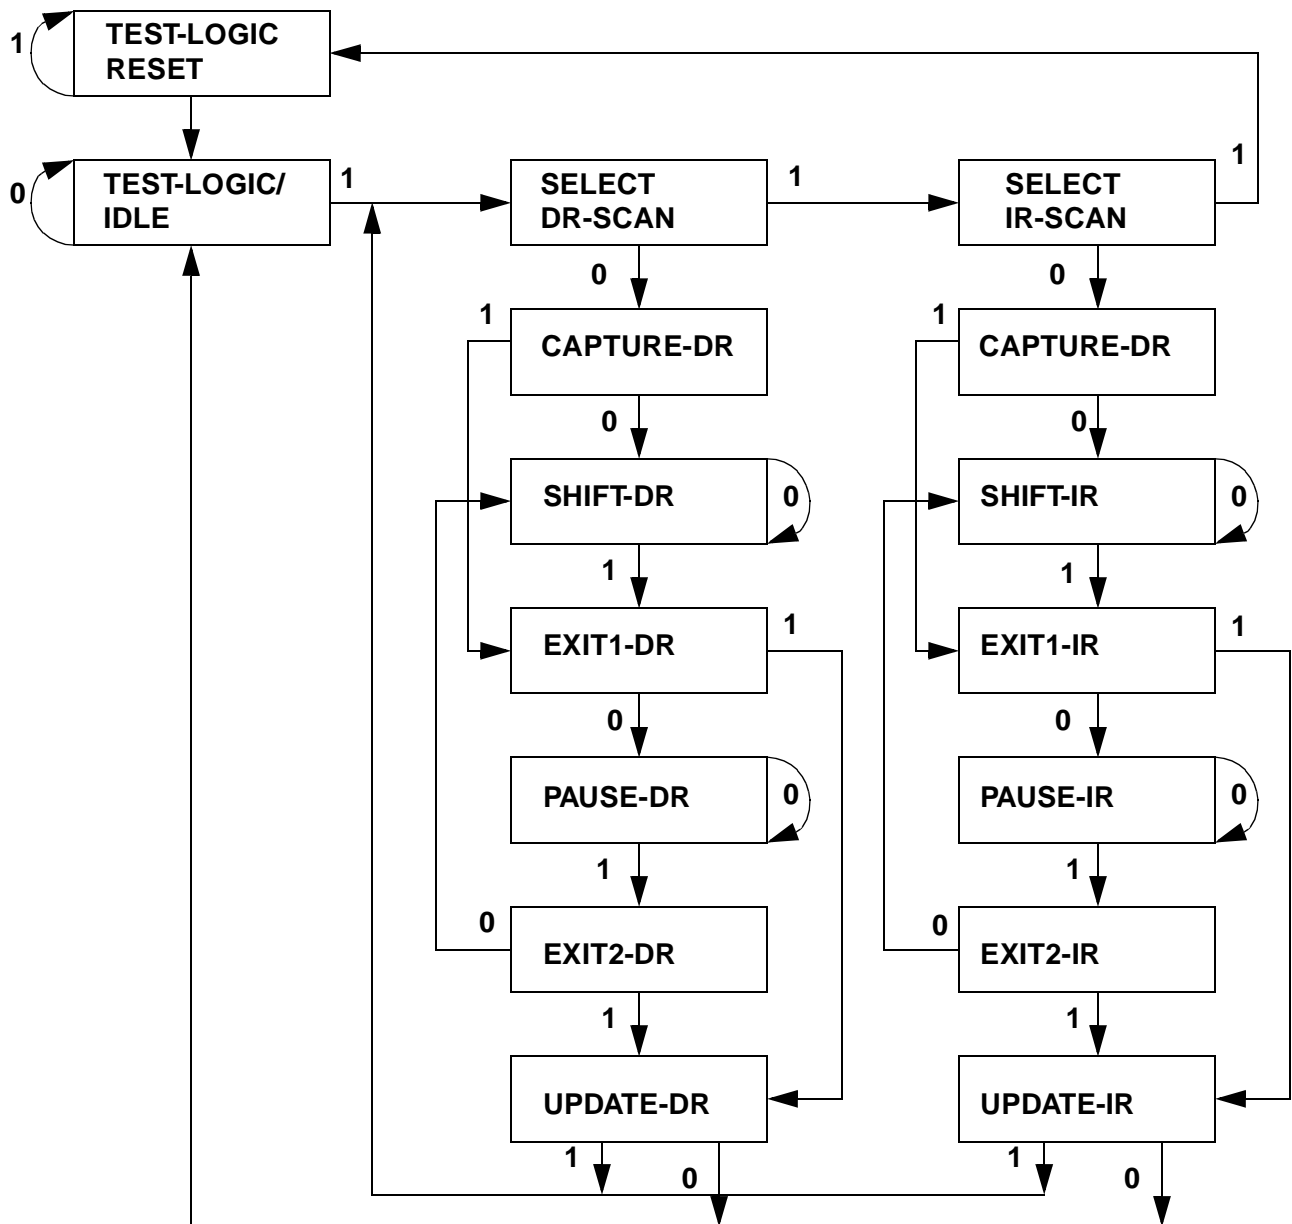 1
TEST-LOGIC
RESET
0
TEST-LOGIC/
IDLE
1
SELECT
DR-SCAN
1
SELECT
IR-SCAN
1
0
0
1
CAPTURE-DR
1
CAPTURE-DR
0
0
SHIFT-DR
0
SHIFT-IR
0
1
1
EXIT1-DR
1
EXIT1-IR
1
0
0
PAUSE-DR
0
PAUSE-IR
0
1
1
0
EXIT2-DR
0
EXIT2-IR
1
1
UPDATE-DR
UPDATE-IR
1
0
1
0